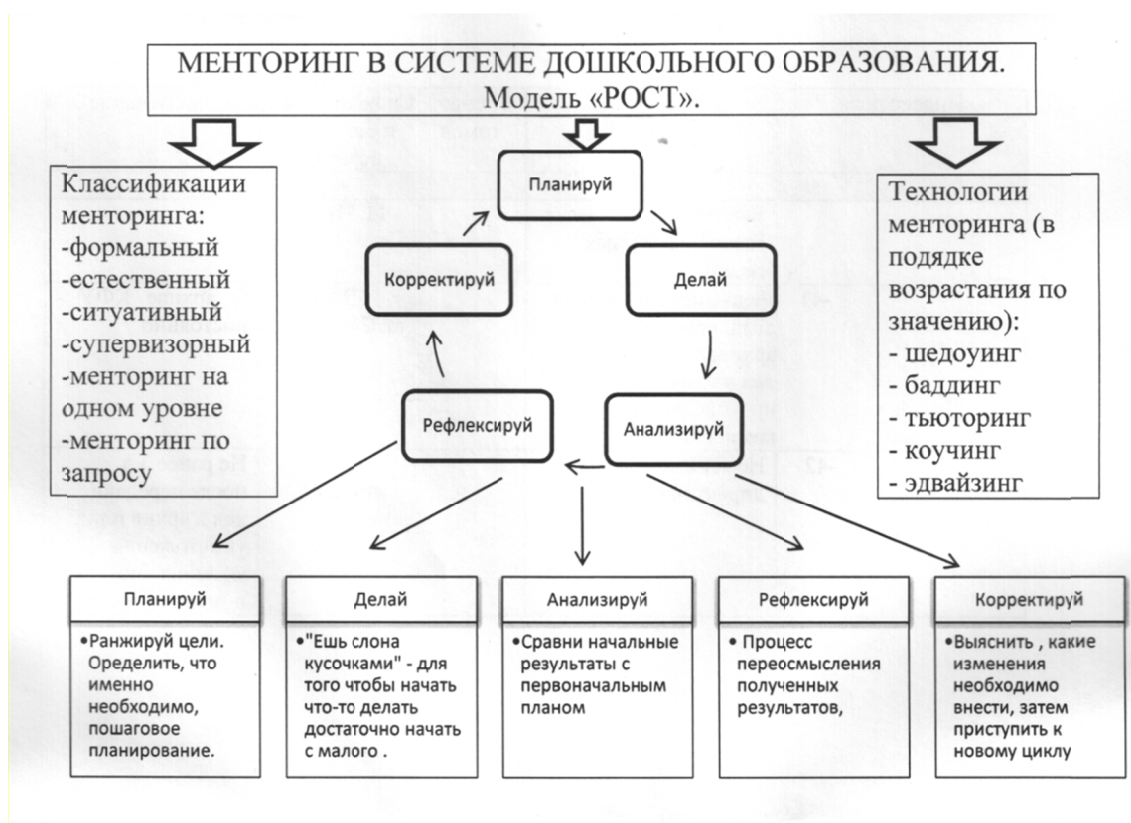 МЕНТОРИНГ В СИСТЕМЕ ДОШКОЛЬНОГО ОБРАЗОВАНИЯ.
Модель «РОСТ».
Классификации
менторинга:
-формальный
-естественный
-ситуативный
-супервизорный
-менторинг на
одном уровне
-менторинг по
запросу
Планируй
Делай
Анализируй
Рефлексируй
Корректируй
Технологии
менторинга (в
подядке
возрастания по
значению):
- шедоуинг
- баддинг
- тьюторинг
- коучинг
- эдвайзинг
Планируй
•Ранжируй цели.
Оределить, что
именно
необходимо,
пошаговое
планирование.
Делай
•"Ешь слона
кусочками" - для
того чтобы начать
что-то делать
достаточно начать
с малого .
Анализируй
•Сравни начальные
результаты с
первоначальным
планом
Рефлексируй
• Процесс
переосмысления
полученных
результатов,
Корректируй
•Выяснить , какие
изменения
необходимо
внести, затем
приступить к
новому циклу